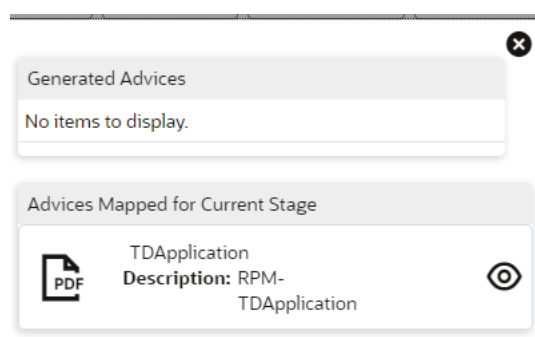 Generated Advices
No items to display.
Advices Mapped for Current Stage
TDApplication
PDF
Description: RPM-
TDApplication